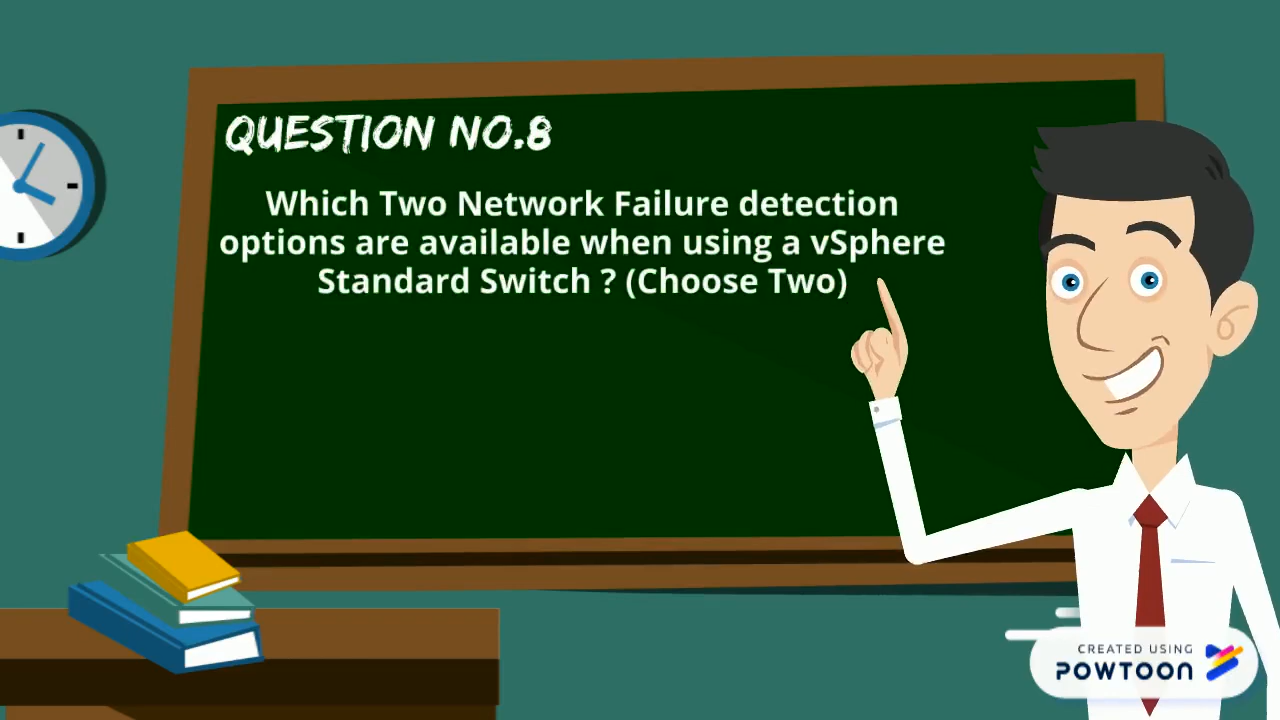 QUESTION NO.8
Which Two Network Failure detection
options are available when using a vSphere
Standard Switch ? (Choose Two)
CREATED USING
POWTOON